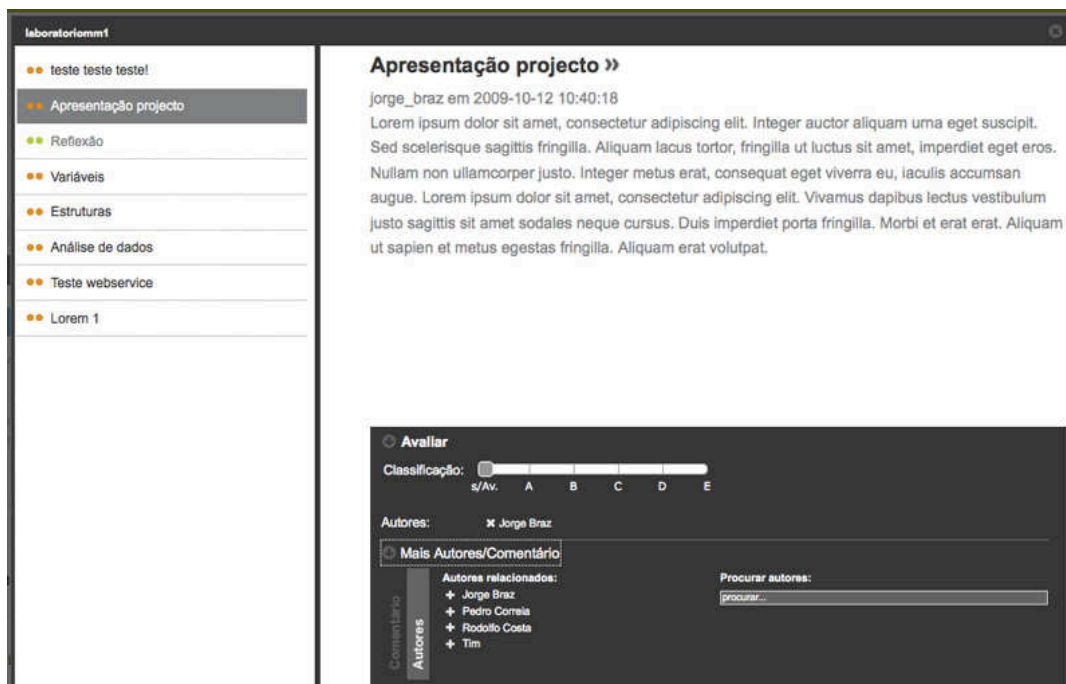 laboratoriomm1
teste teste teste!
Apresentação projecto
Reflexão
Variáveis
Estruturas
Análise de dados
Teste webservice
Lorem 1
Apresentação projecto »
jorge_braz em 2009-10-12 10:40:18
Lorem ipsum dolor sit amet, consectetur adipiscing elit. Integer auctor aliquam urna eget suscipit.
Sed scelerisque sagittis fringilla. Aliquam lacus tortor, fringilla ut luctus sit amet, imperdiet eget eros.
Nullam non ullamcorper justo. Integer metus erat, consequat eget viverra eu, iaculis accumsan
augue. Lorem ipsum dolor sit amet, consectetur adipiscing elit. Vivamus dapibus lectus vestibulum
justo sagittis sit amet sodales neque cursus. Duis imperdiet porta fringilla. Morbi et erat erat. Aliquam
ut sapien et metus egestas fringilla. Aliquam erat volutpat.
Avaliar
Classificação:
s/Av. A B C D E
Autores: Jorge Braz
Mais Autores/Comentário
Comentário
Autores
Autores relacionados:
+ Jorge Braz
+ Pedro Correia
+ Rodolfo Costa
+ Tim
Procurar autores:
procurar...